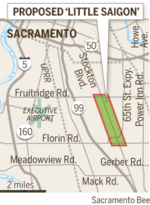 PROPOSED 'LITTLE SAIGON'
SACRAMENTO
Howe
Ave.
50
5
Stockton
Blvd.
UPRR
65th St. Expy.
Power Inn Rd.
Fruitridge Rd.
EXECUTIVE
AIRPORT
99
160
Florin Rd.
Meadowview Rd.
Gerber Rd.
Mack Rd.
2 miles
Sacramento Bee